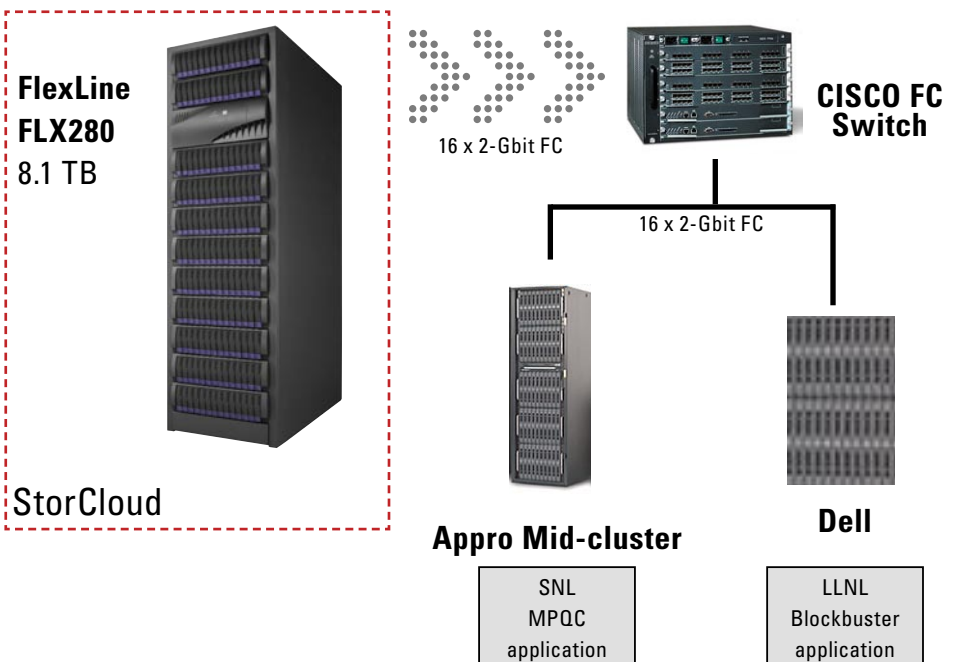 FlexLine
FLX280
8.1 TB
StorCloud
16 x 2-Gbit FC
CISCO FC
Switch
16 x 2-Gbit FC
Appro Mid-cluster
SNL
MPQC
application
Dell
LLNL
Blockbuster
application